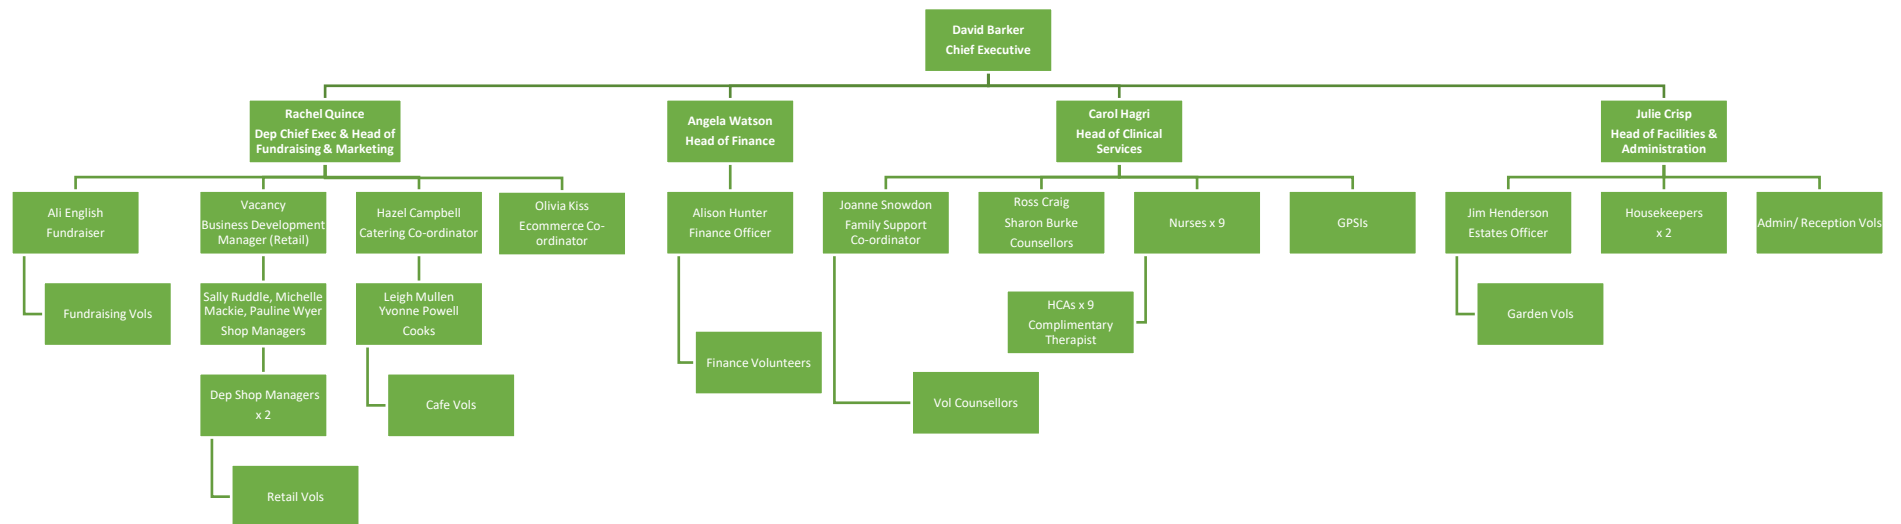 David Barker
Chief Executive
Rachel Quince
Dep Chief Exec & Head of
Fundraising & Marketing
Angela Watson
Head of Finance
Carol Hagri
Head of Clinical
Services
Julie Crisp
Head of Facilities &
Administration
Ali English
Fundraiser
Vacancy
Business Development
Manager (Retail)
Hazel Campbell
Catering Co-ordinator
Olivia Kiss
Ecommerce Co-
ordinator
Alison Hunter
Finance Officer
Joanne Snowdon
Family Support
Co-ordinator
Ross Craig
Sharon Burke
Counsellors
Nurses x 9
GPSIs
Jim Henderson
Estates Officer
Housekeepers
x 2
Admin/ Reception Vols
Fundraising Vols
Sally Ruddle, Michelle
Mackie, Pauline Wyer
Shop Managers
Leigh Mullen
Yvonne Powell
Cooks
Finance Volunteers
HCAs x 9
Complimentary
Therapist
Garden Vols
Dep Shop Managers
x 2
Cafe Vols
Vol Counsellors
Retail Vols